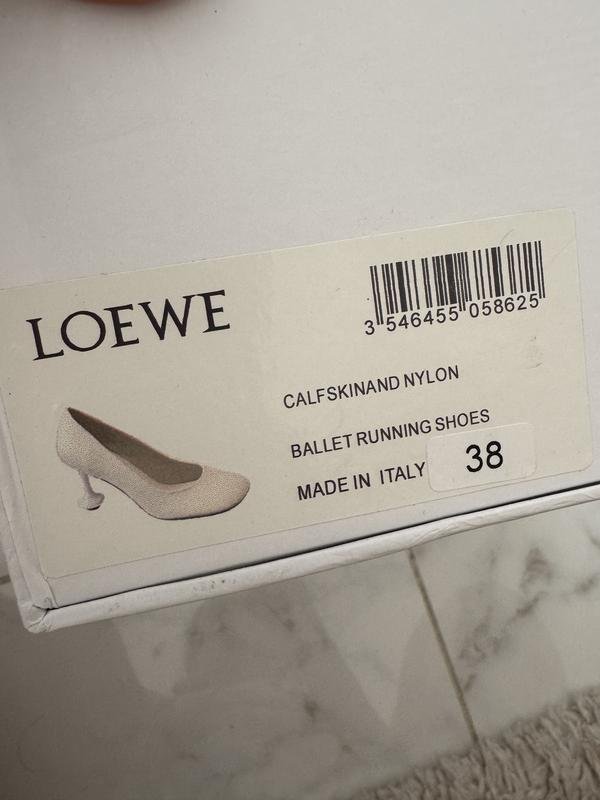 LOEWE
3 546455 058625
CALFSKINAND NYLON
BALLET RUNNING SHOES
MADE IN ITALY
38